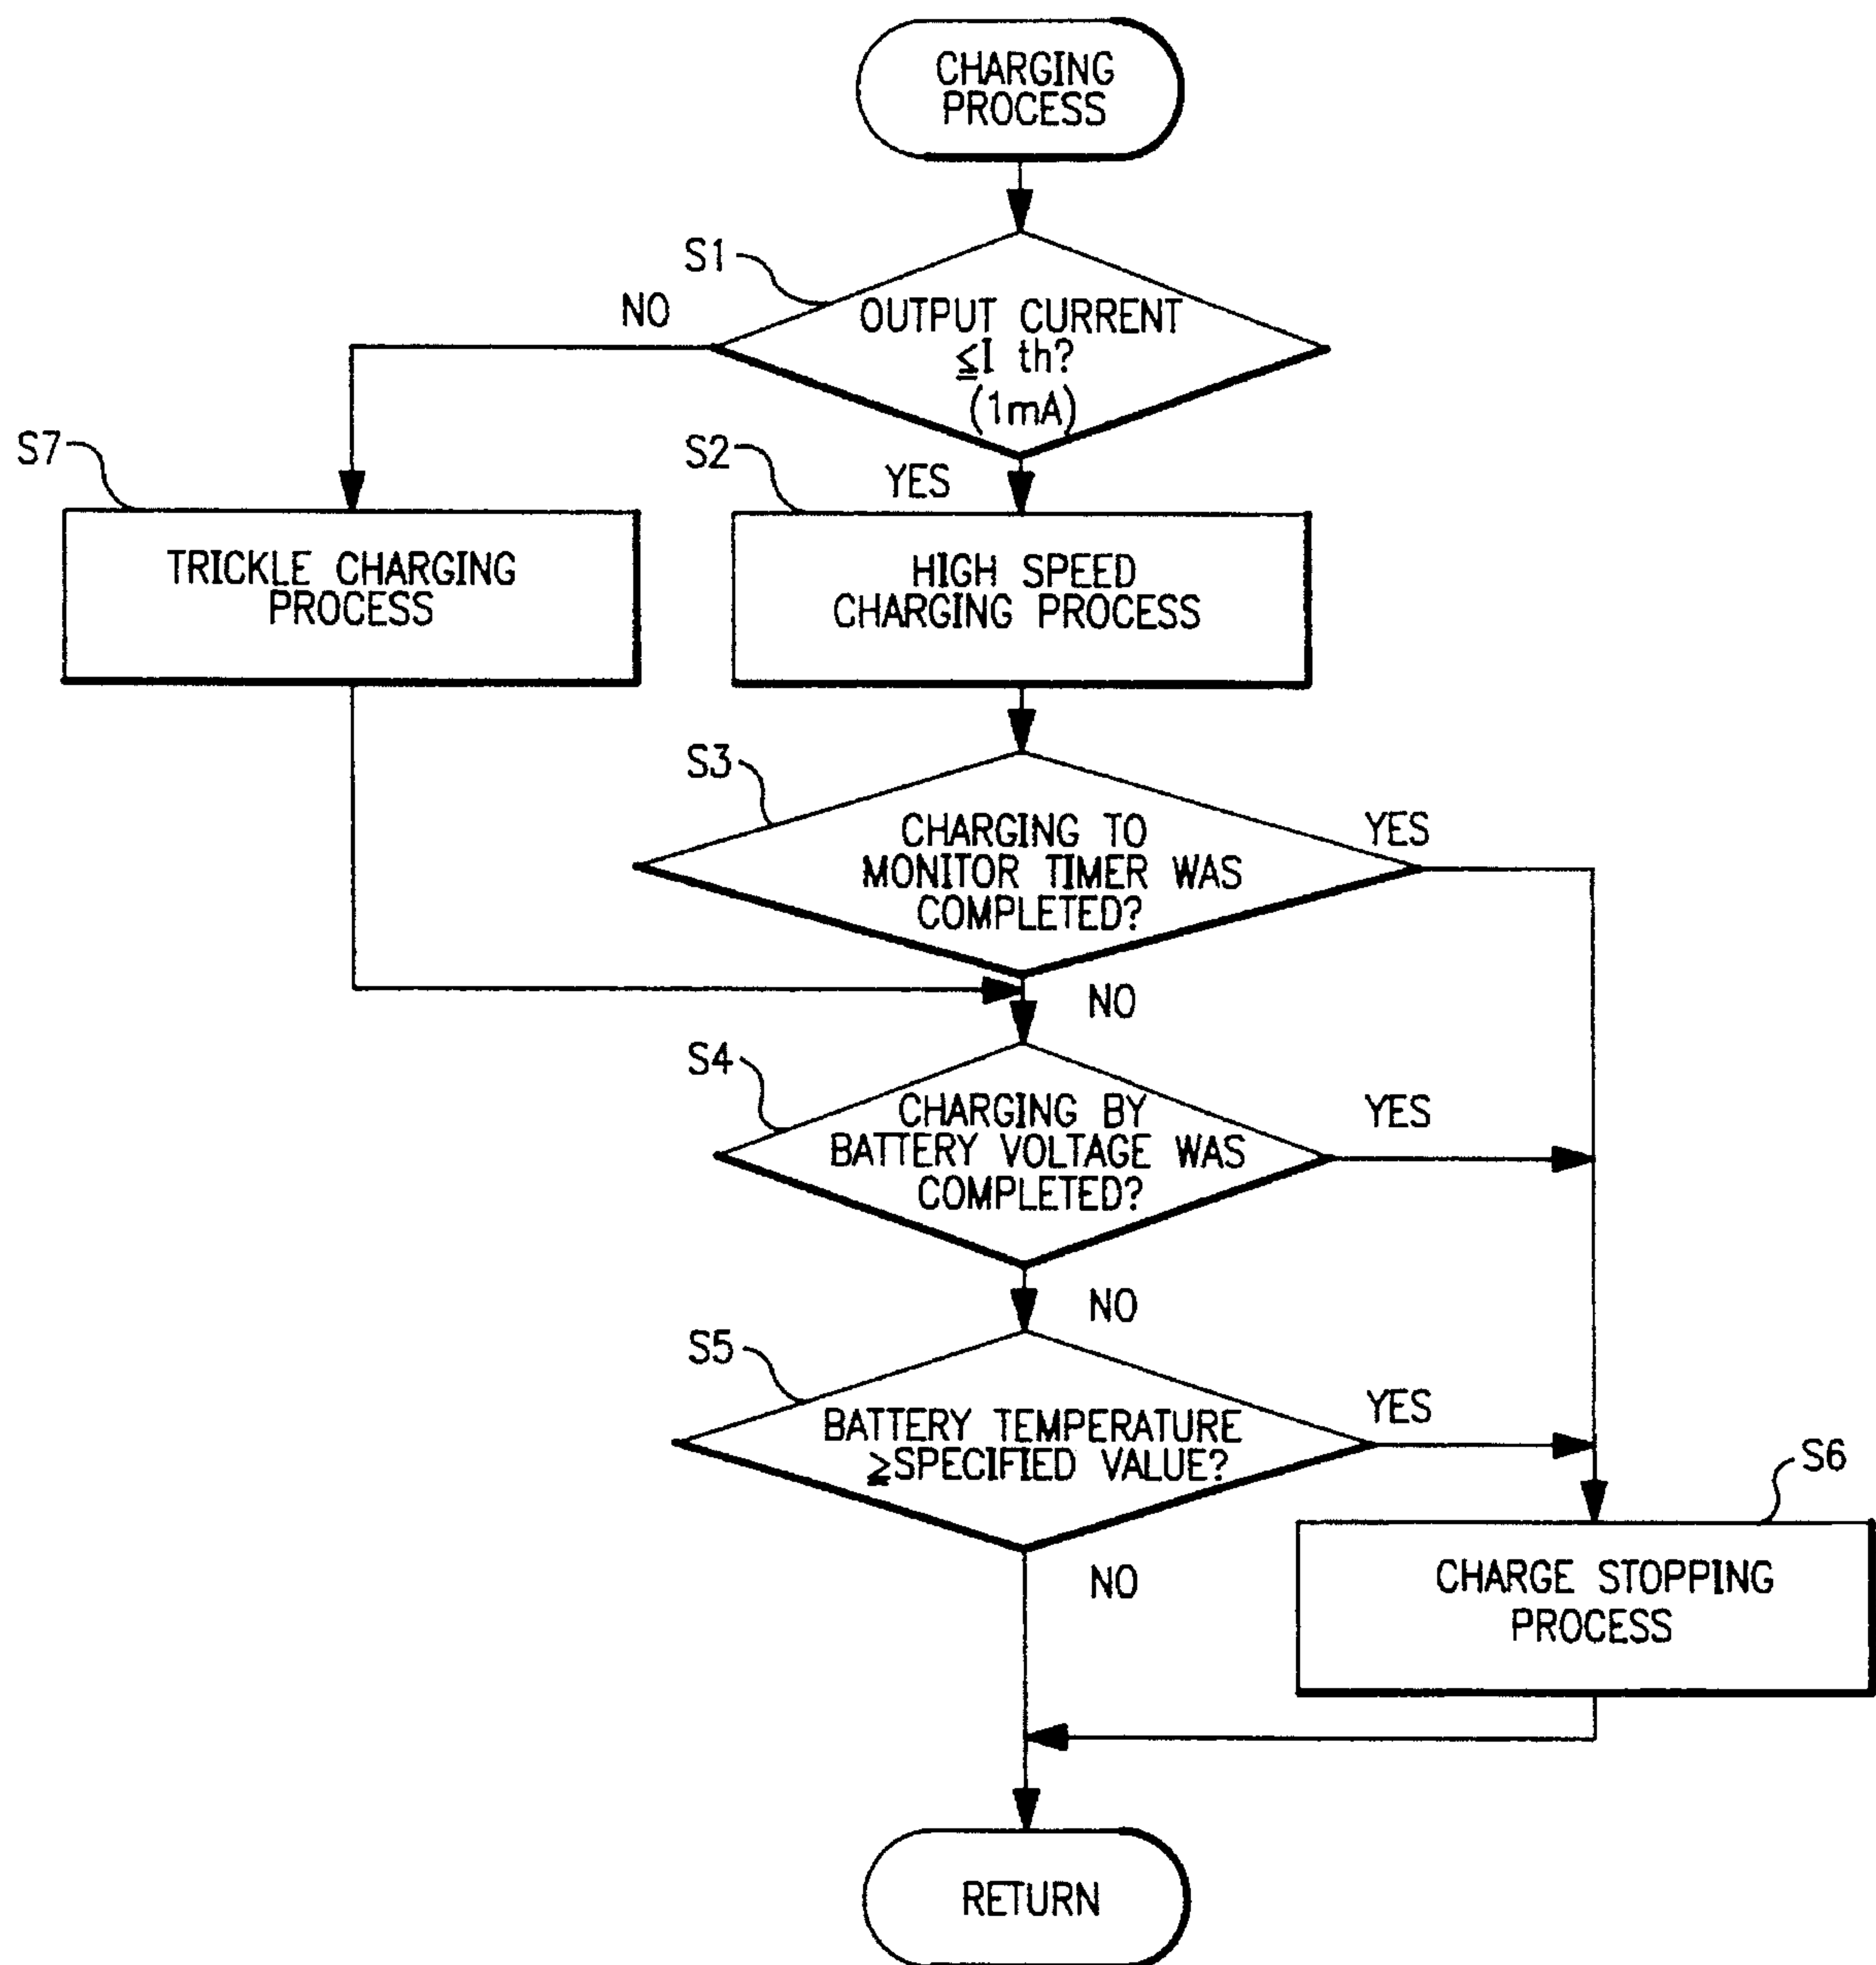 CHARGING
PROCESS
S1
NO
OUTPUT CURRENT
≦I th?
(1mA)
S7
S2
YES
TRICKLE CHARGING
PROCESS
HIGH SPEED
CHARGING PROCESS
S3
CHARGING TO
MONITOR TIMER WAS
COMPLETED?
YES
NO
S4
CHARGING BY
BATTERY VOLTAGE WAS
COMPLETED?
YES
NO
S5
BATTERY TEMPERATURE
≧SPECIFIED VALUE?
YES
S6
NO
CHARGE STOPPING
PROCESS
RETURN